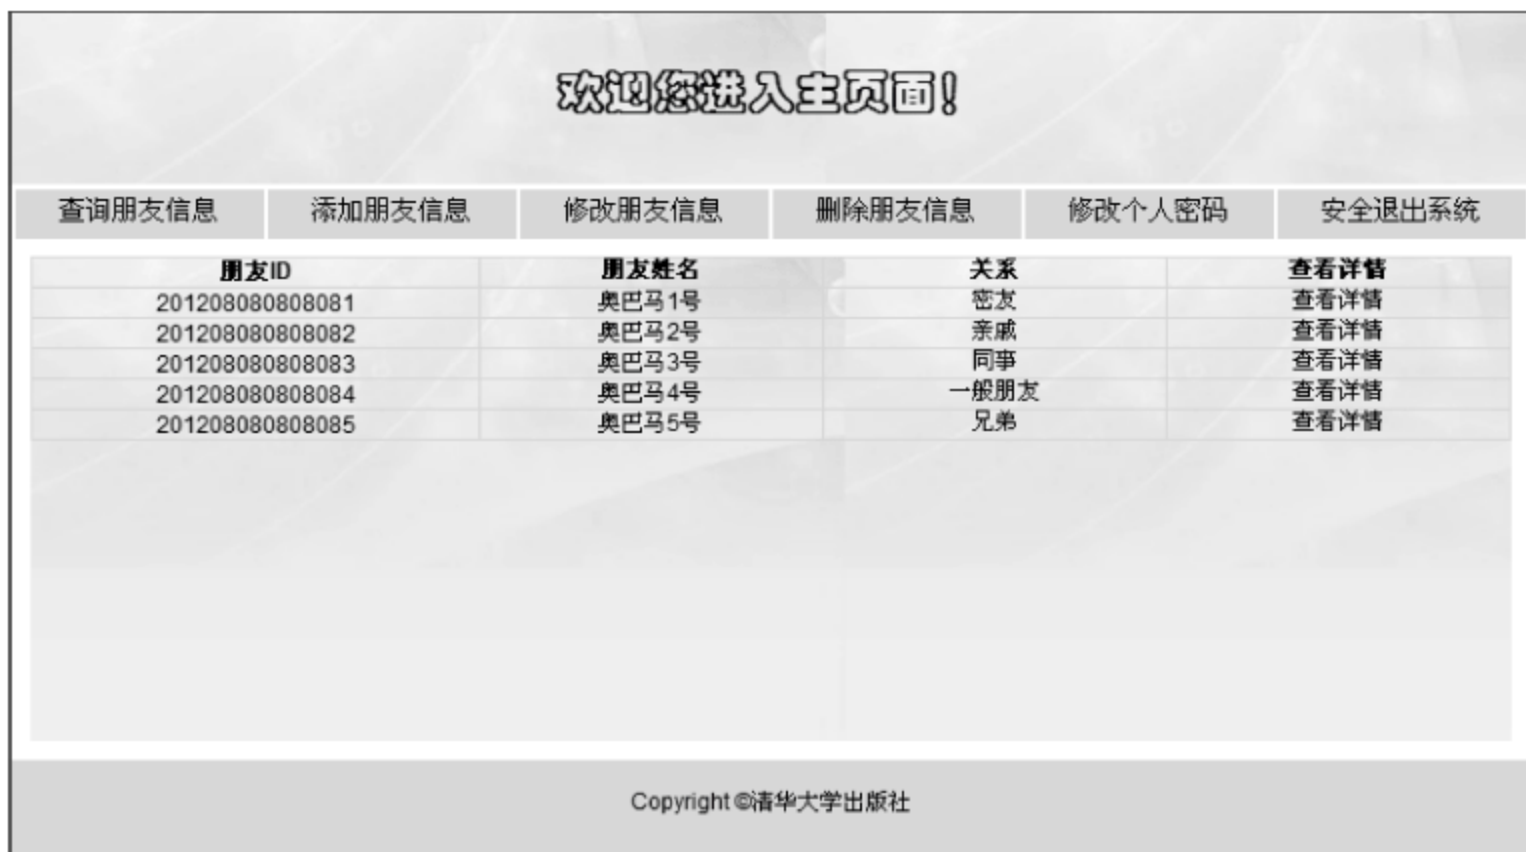 欢迎您进入主页面!
查询朋友信息 添加朋友信息 修改朋友信息 删除朋友信息 修改个人密码 安全退出系统
朋友ID 朋友姓名 关系 查看详情
201208080808081 奥巴马1号 密友 查看详情
201208080808082 奥巴马2号 亲戚 查看详情
201208080808083 奥巴马3号 同事 查看详情
201208080808084 奥巴马4号 一般朋友 查看详情
201208080808085 奥巴马5号 兄弟 查看详情
Copyright ©清华大学出版社